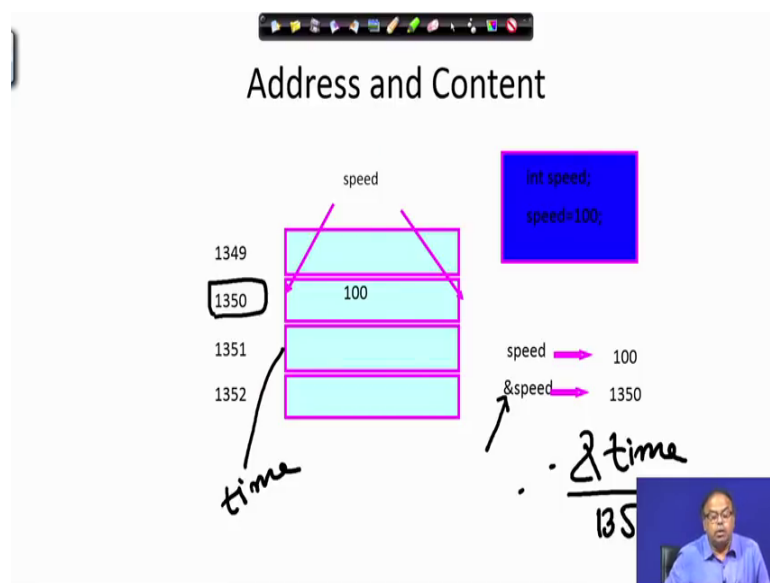 Address and Content
speed
int speed;
speed=100;
1349
1350
100
1351
1352
speed
100
&speed
1350
time
& time